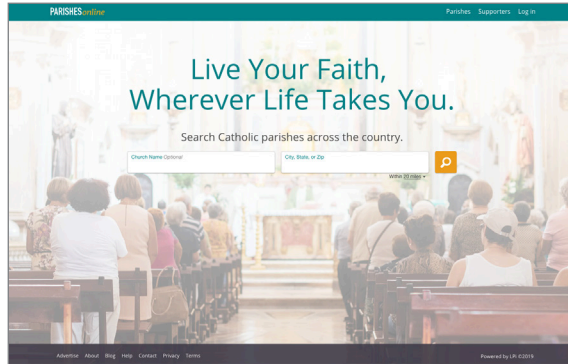 PARISHESonline
Parishes Supporters Log in
Live Your Faith,
Wherever Life Takes You.
Search Catholic parishes across the country.
Church Name Optional
City, State, or Zip
Within 20 miles
Advertise About Blog Help Contact Privacy Terms
Powered by LPi ©2019